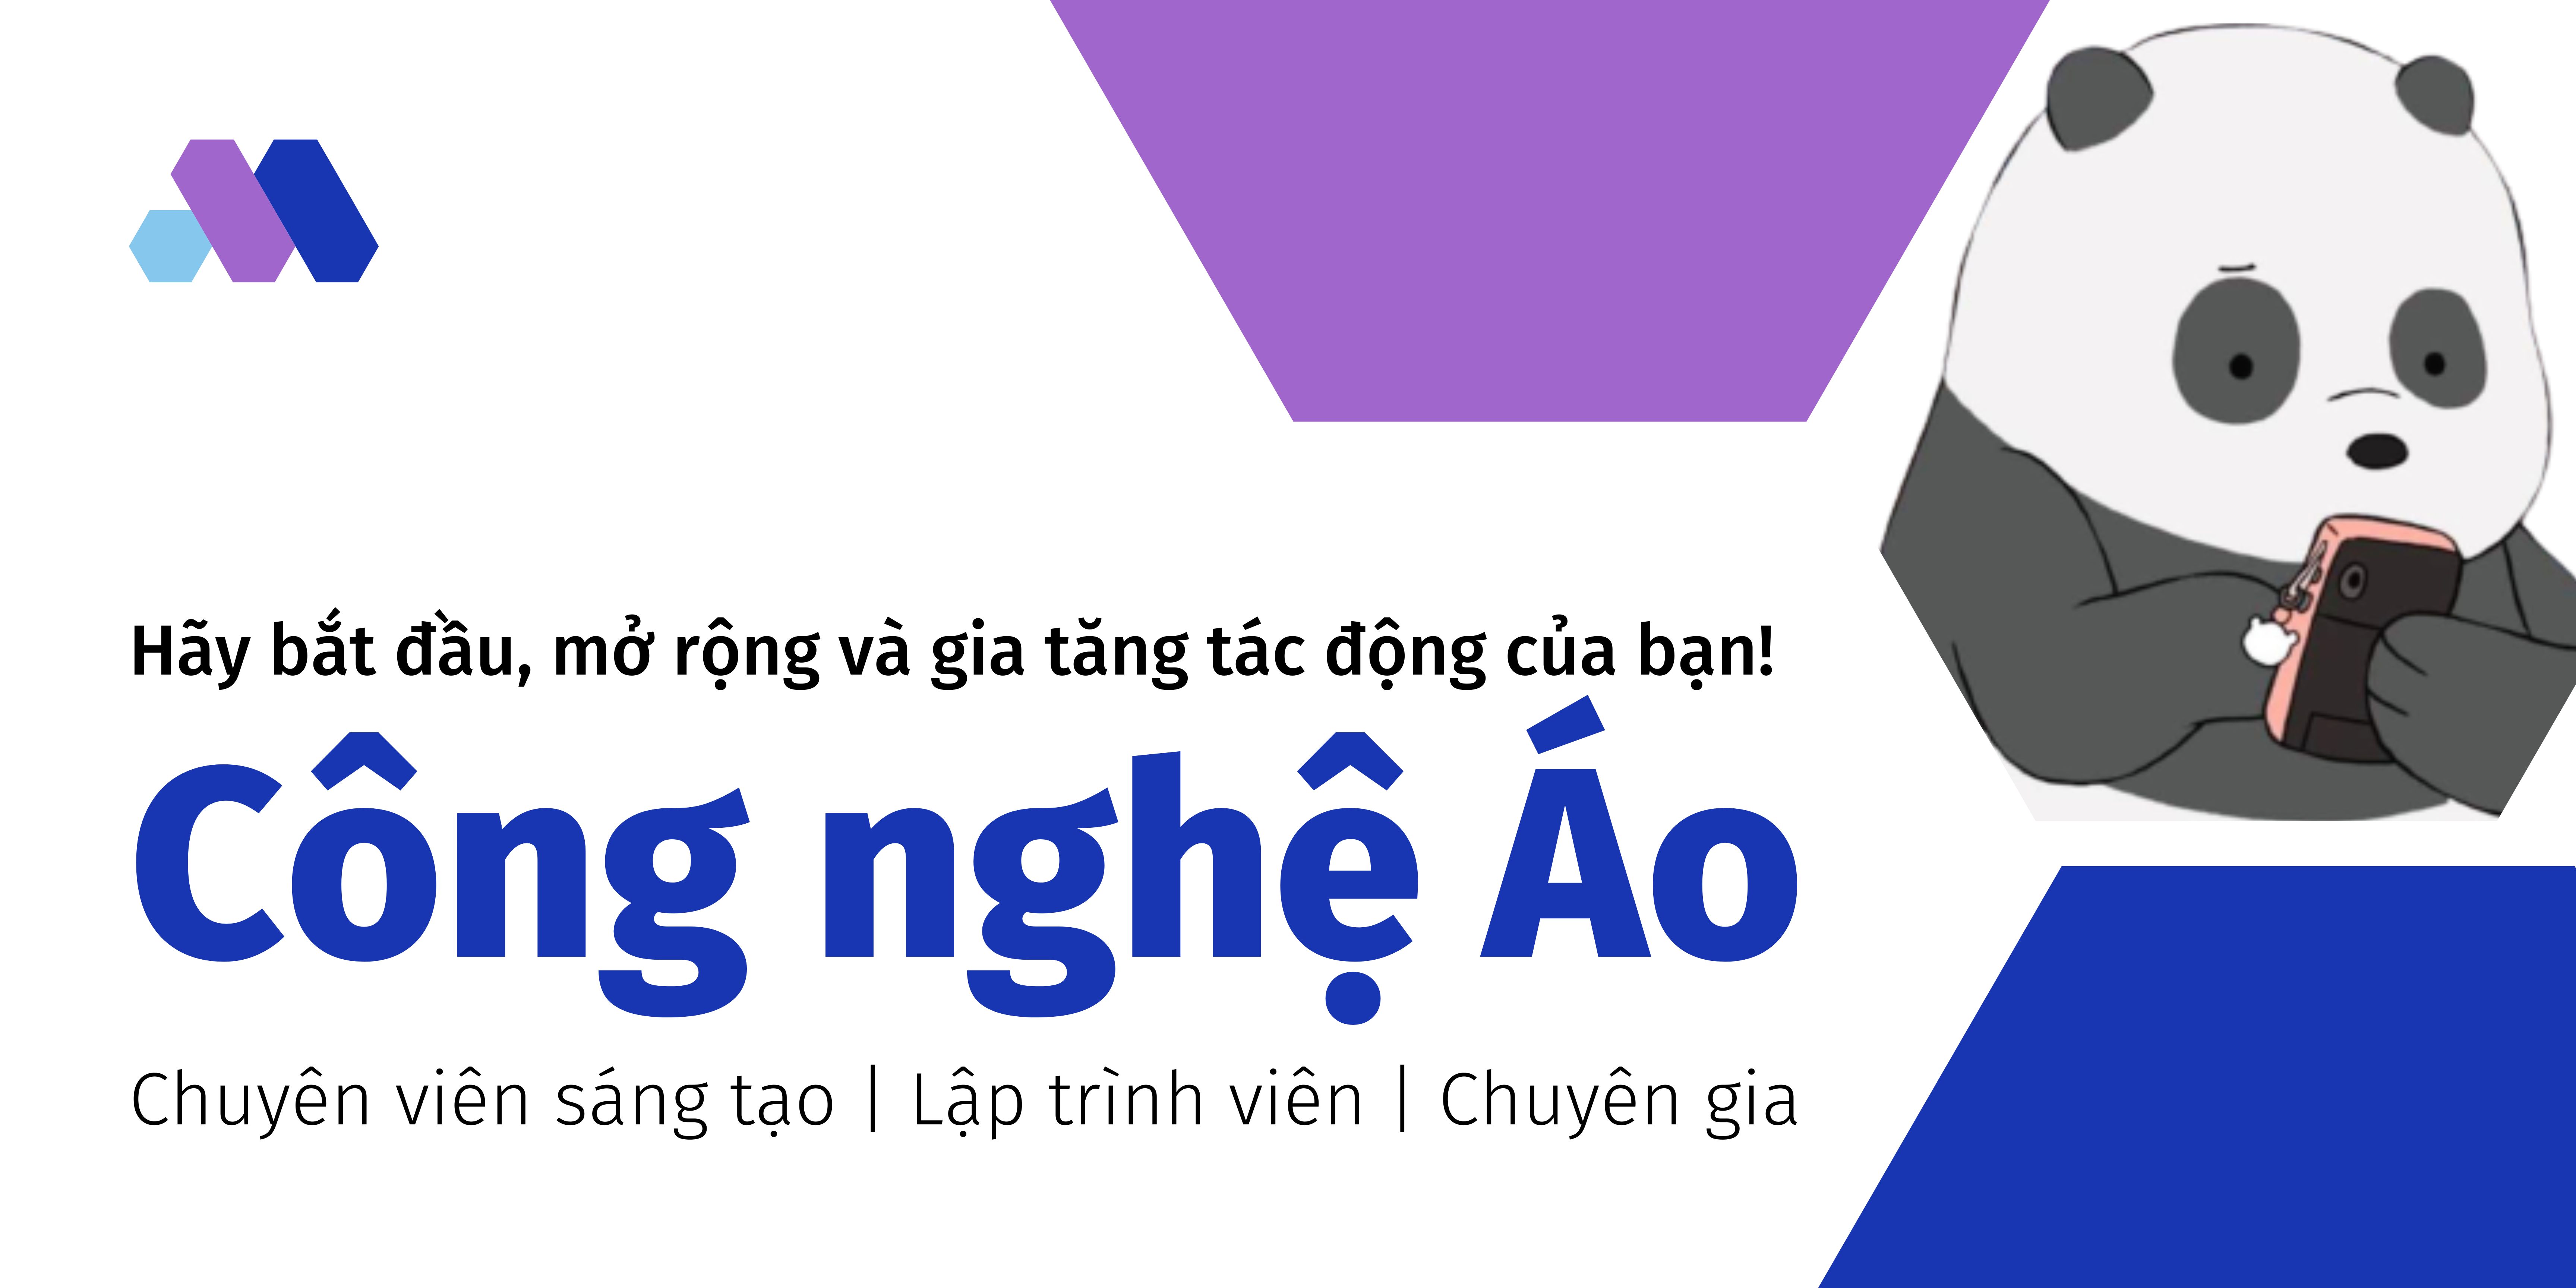 Hãy bắt đầu, mở rộng và gia tăng tác động của bạn!
Công nghệ Áo
Chuyên viên sáng tạo | Lập trình viên | Chuyên gia